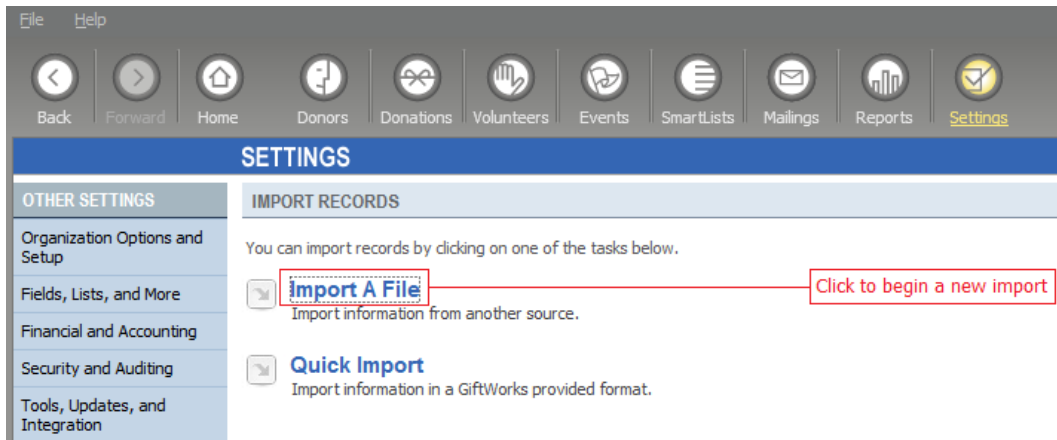 File Help
Back Forward Home Donors Donations Volunteers Events SmartLists Mailings Reports Settings
SETTINGS
OTHER SETTINGS
Organization Options and
Setup
Fields, Lists, and More
Financial and Accounting
Security and Auditing
Tools, Updates, and
Integration
IMPORT RECORDS
You can import records by clicking on one of the tasks below.
Import A File
Click to begin a new import
Import information from another source.
Quick Import
Import information in a GiftWorks provided format.